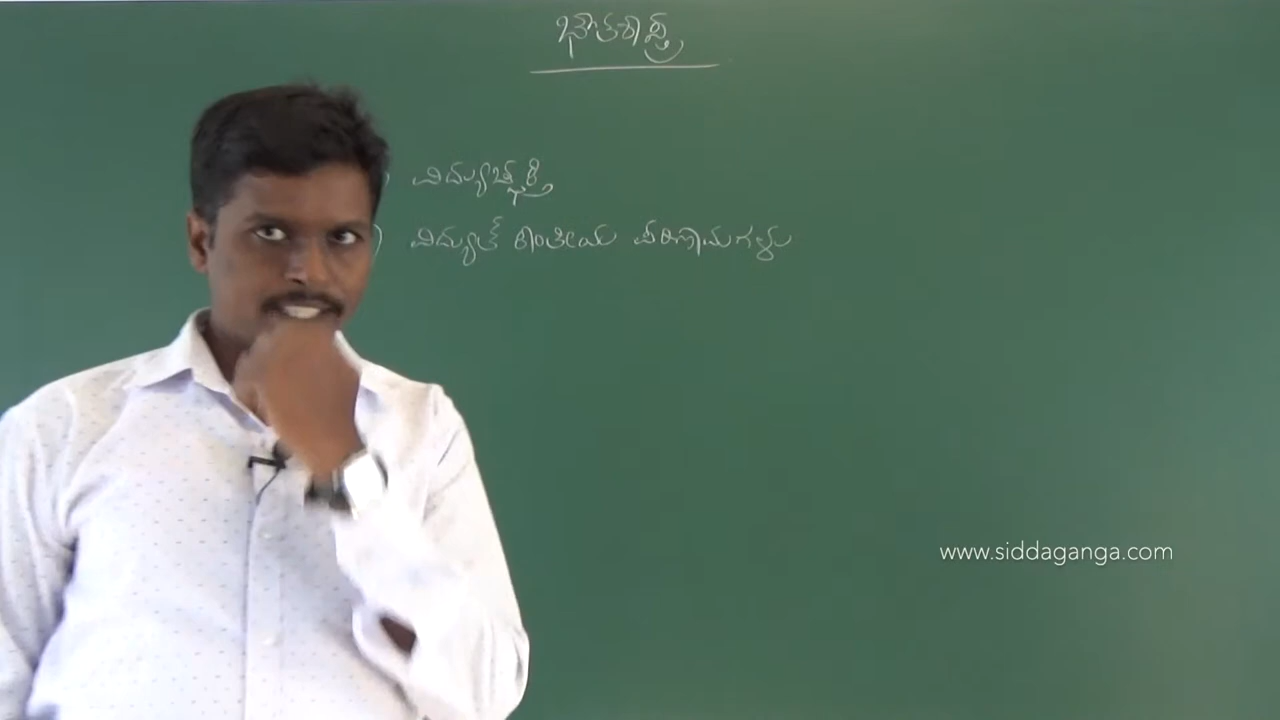 ಭೌತಶಾಸ್ತ್ರ
) ವಿದ್ಯುಚ್ಛಕ್ತಿ
) ವಿದ್ಯುತ್ ಕಾಂತೀಯ ಪರಿಣಾಮಗಳು
www.siddaganga.com